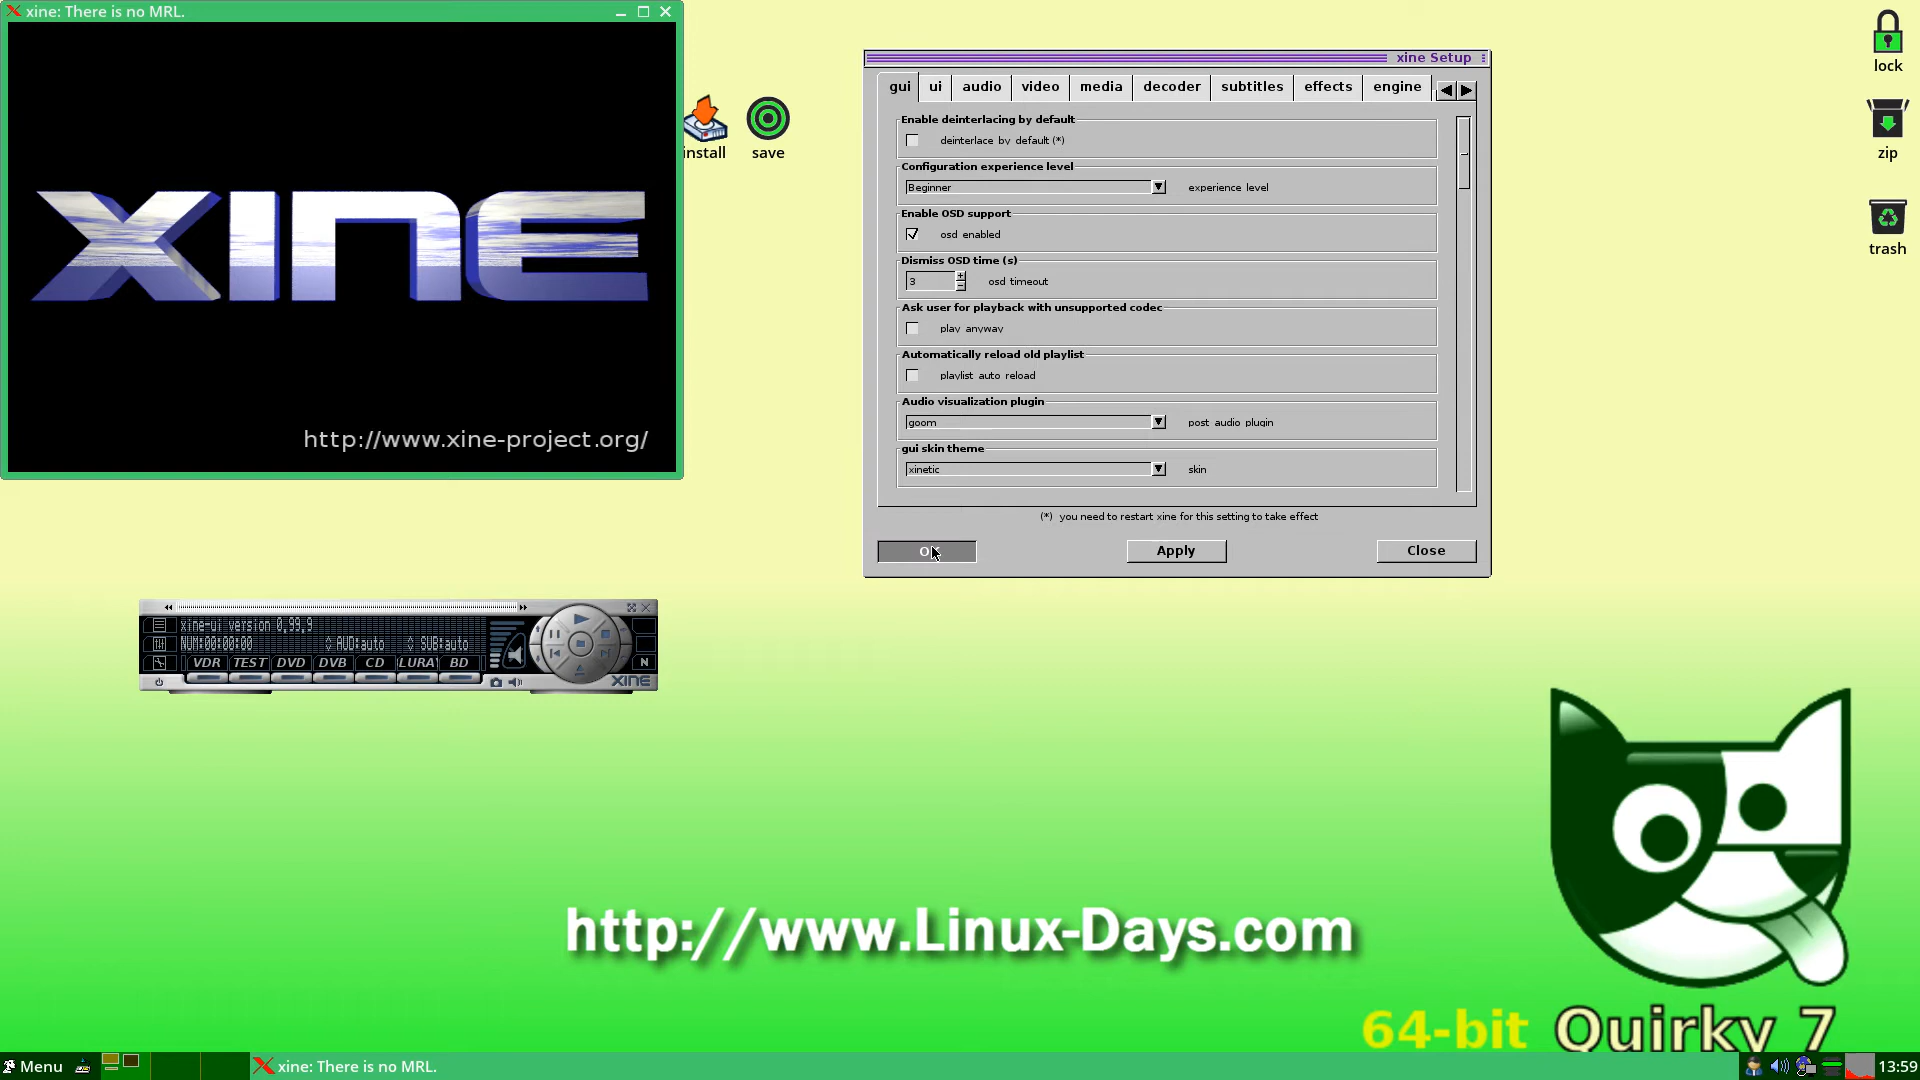 xine: There is no MRL.
XINE
http://www.xine-project.org/
install
save
lock
zip
trash
xine Setup
gui
ui
audio
video
media
decoder
subtitles
effects
engine
Enable deinterlacing by default
deinterlace by default (*)
Configuration experience level
Beginner
experience level
Enable OSD support
osd enabled
Dismiss OSD time (s)
3
osd timeout
Ask user for playback with unsupported codec
play anyway
Automatically reload old playlist
playlist auto reload
Audio visualization plugin
goom
post audio plugin
gui skin theme
xinetic
skin
(*) you need to restart xine for this setting to take effect
Apply
Close
xine-ui version 0,99,9
NUM:00:00:00
AUD:auto
SUB:auto
VDR
TEST
DVD
DVB
CD
BD
N
XINE
http://www.Linux-Days.com
64-bit Quirky 7
Menu
xine: There is no MRL.
13:59